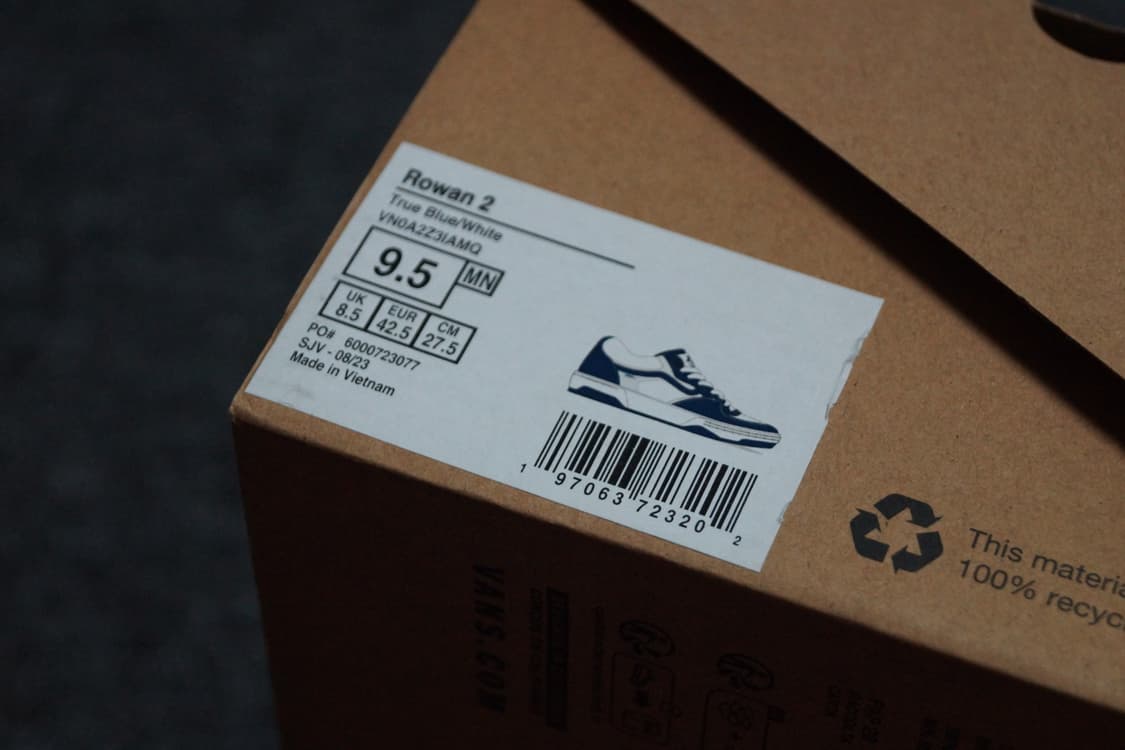 Rowan 2
True Blue/White
VN0A2Z3IAMQ
9.5 MN
UK EUR CM
8.5 42.5 27.5
PO# 6000723077
SJV - 08/23
Made in Vietnam
1 97063 72320 2
This materia
100% recyc
VANS.COM